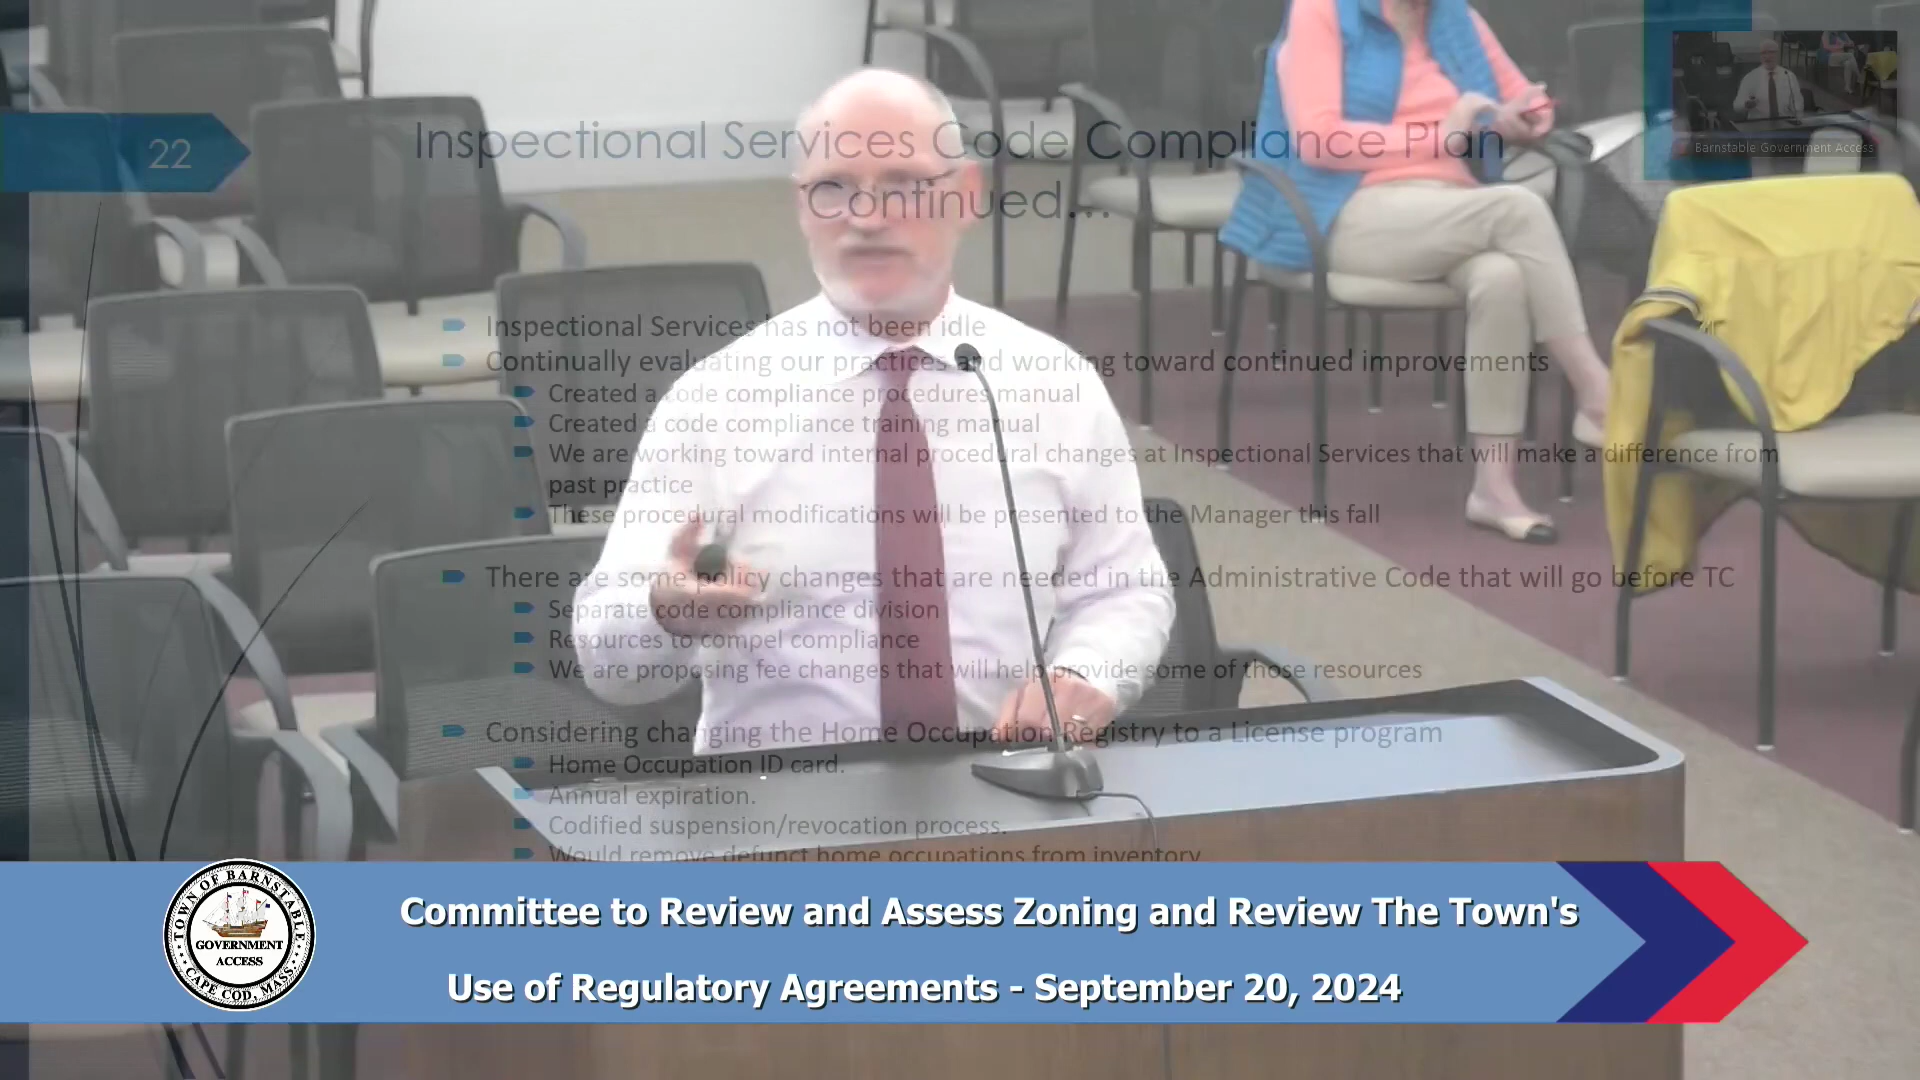 22
Inspectional Services Code Compliance Plan
Continued...
Barnstable Government Access
Inspectional Services has not been idle
Continually evaluating our practices and working toward continued improvements
Created a code compliance procedures manual
Created a code compliance training manual
We are working toward internal procedural changes at Inspectional Services that will make a difference from
past practice
These procedural modifications will be presented to the Manager this fall
There are some policy changes that are needed in the Administrative Code that will go before TC
Separate code compliance division
Resources to compel compliance
We are proposing fee changes that will help provide some of those resources
Considering changing the Home Occupation Registry to a License program
Home Occupation ID card.
Annual expiration.
Codified suspension/revocation process.
Would remove defunct home occupations from inventory
TOWN OF BARNSTABLE
GOVERNMENT
ACCESS
CAPE COD, MASS.
Committee to Review and Assess Zoning and Review The Town's
Use of Regulatory Agreements - September 20, 2024